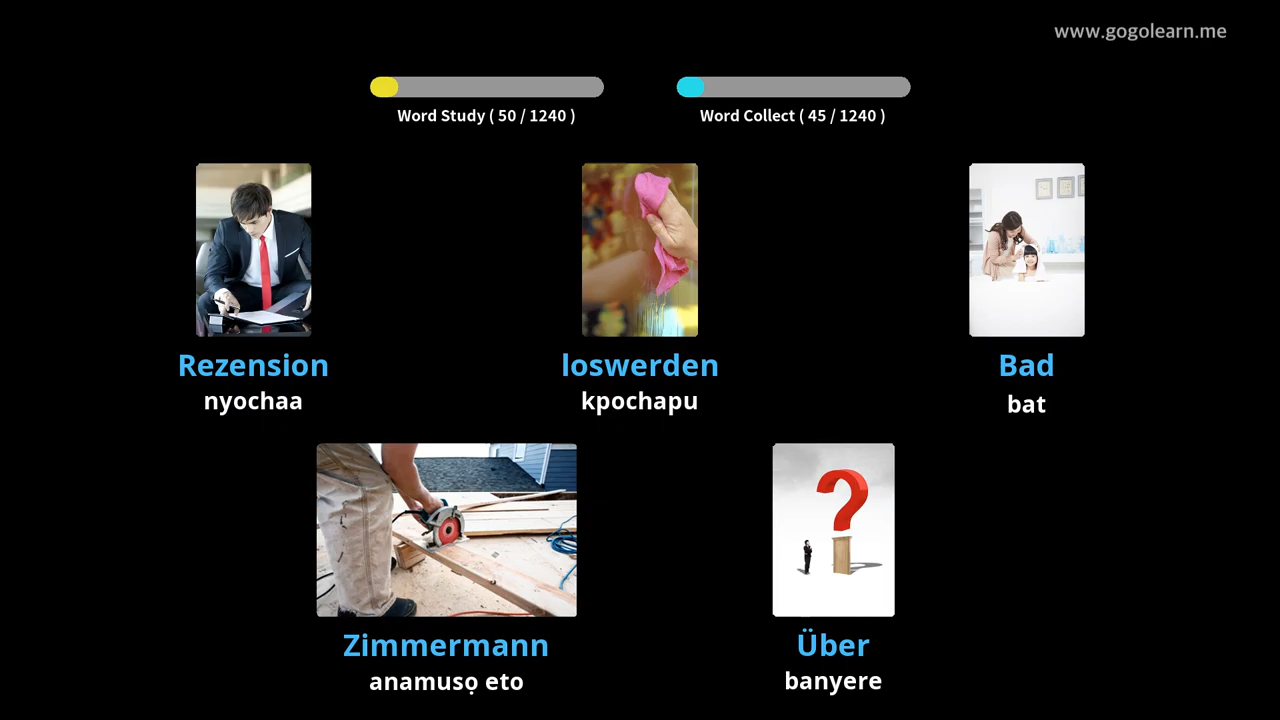 www.gogolearn.me
Word Study ( 50 / 1240 )
Word Collect ( 45 / 1240 )
Rezension
nyochaa
loswerden
kpochapu
Bad
bat
Zimmermann
anamusọ eto
Über
banyere